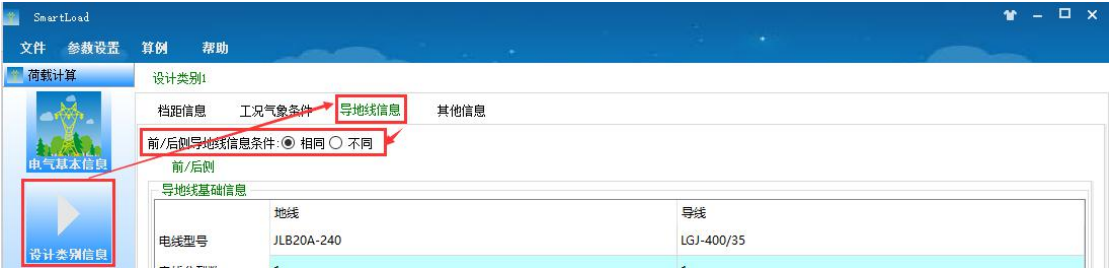 SmartLoad
文件 参数设置 算例 帮助
荷载计算
设计类别1
档距信息 工况气象条件 导地线信息 其他信息
前/后侧导地线信息条件: 相同 不同
电气基本信息
前/后侧
导地线基础信息
地线 导线
电线型号 JLB20A-240 LGJ-400/35
设计类别信息